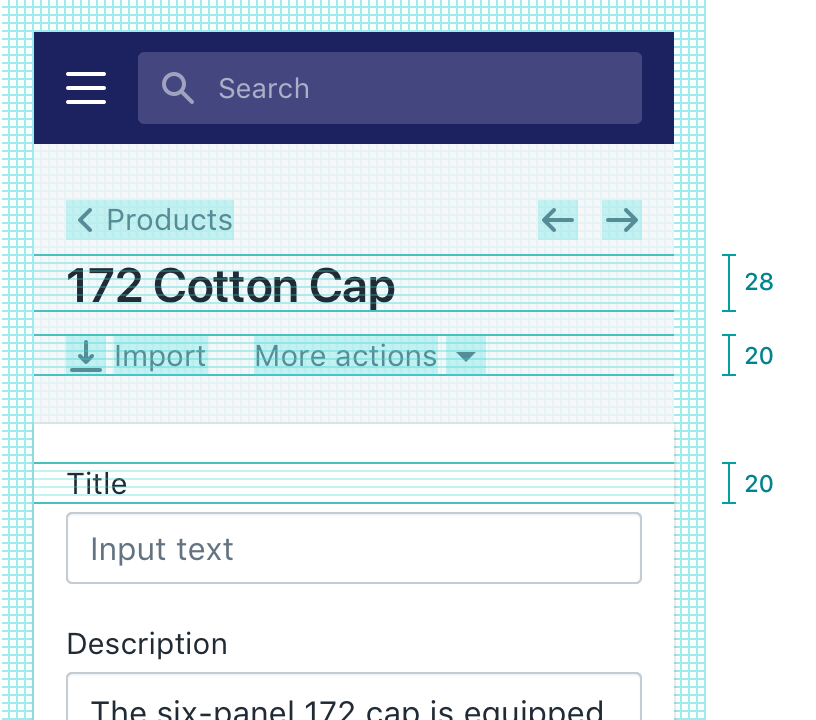 Search
Products
172 Cotton Cap
28
Import More actions
20
Title
20
Input text
Description
The six-panel 172 cap is equipped